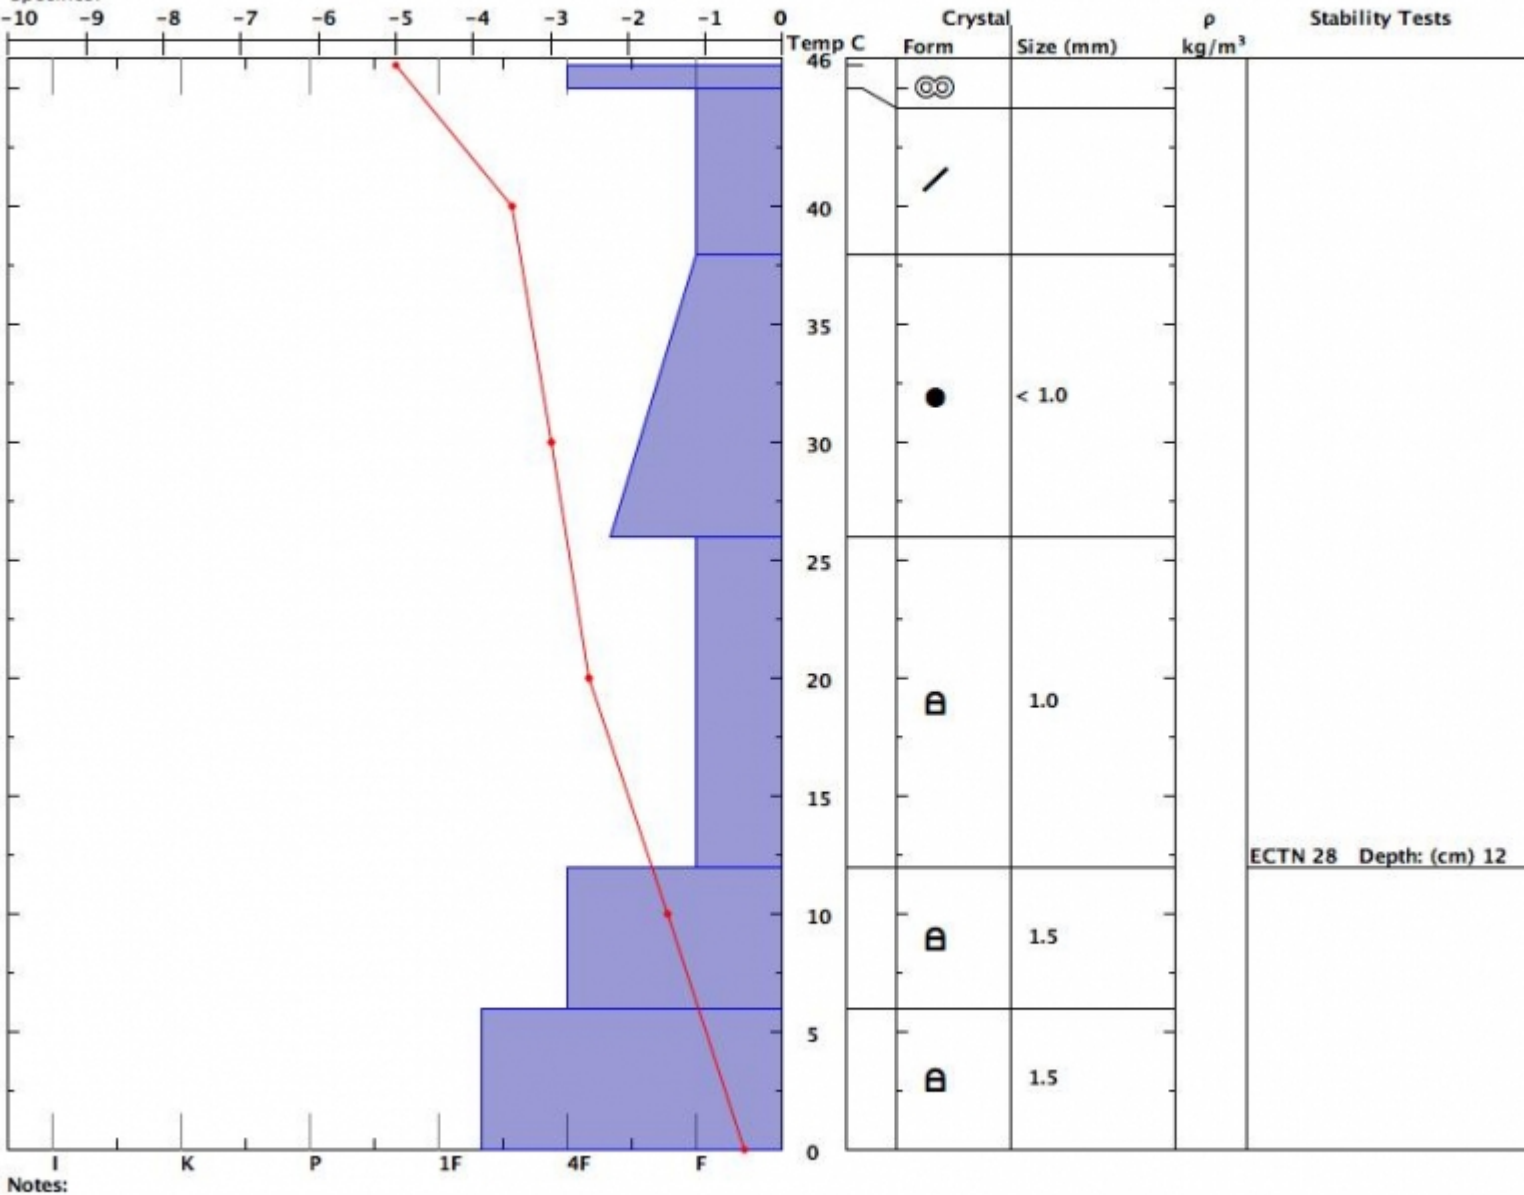 -10 -9 -8 -7 -6 -5 -4 -3 -2 -1 0 Crystal ρ Stability Tests
Temp C Form Size (mm) kg/m³
46
40
35
< 1.0
30
25
20
1.0
15
ECTN 28 Depth: (cm) 12
10
1.5
5
1.5
0
I K P 1F 4F F
Notes: